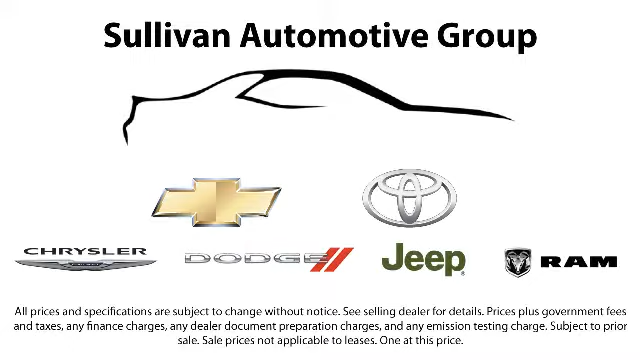 Sullivan Automotive Group
CHRYSLER DODGE Jeep RAM
All prices and specifications are subject to change without notice. See selling dealer for details. Prices plus government fees
and taxes, any finance charges, any dealer document preparation charges, and any emission testing charge. Subject to prior
sale. Sale prices not applicable to leases. One at this price.